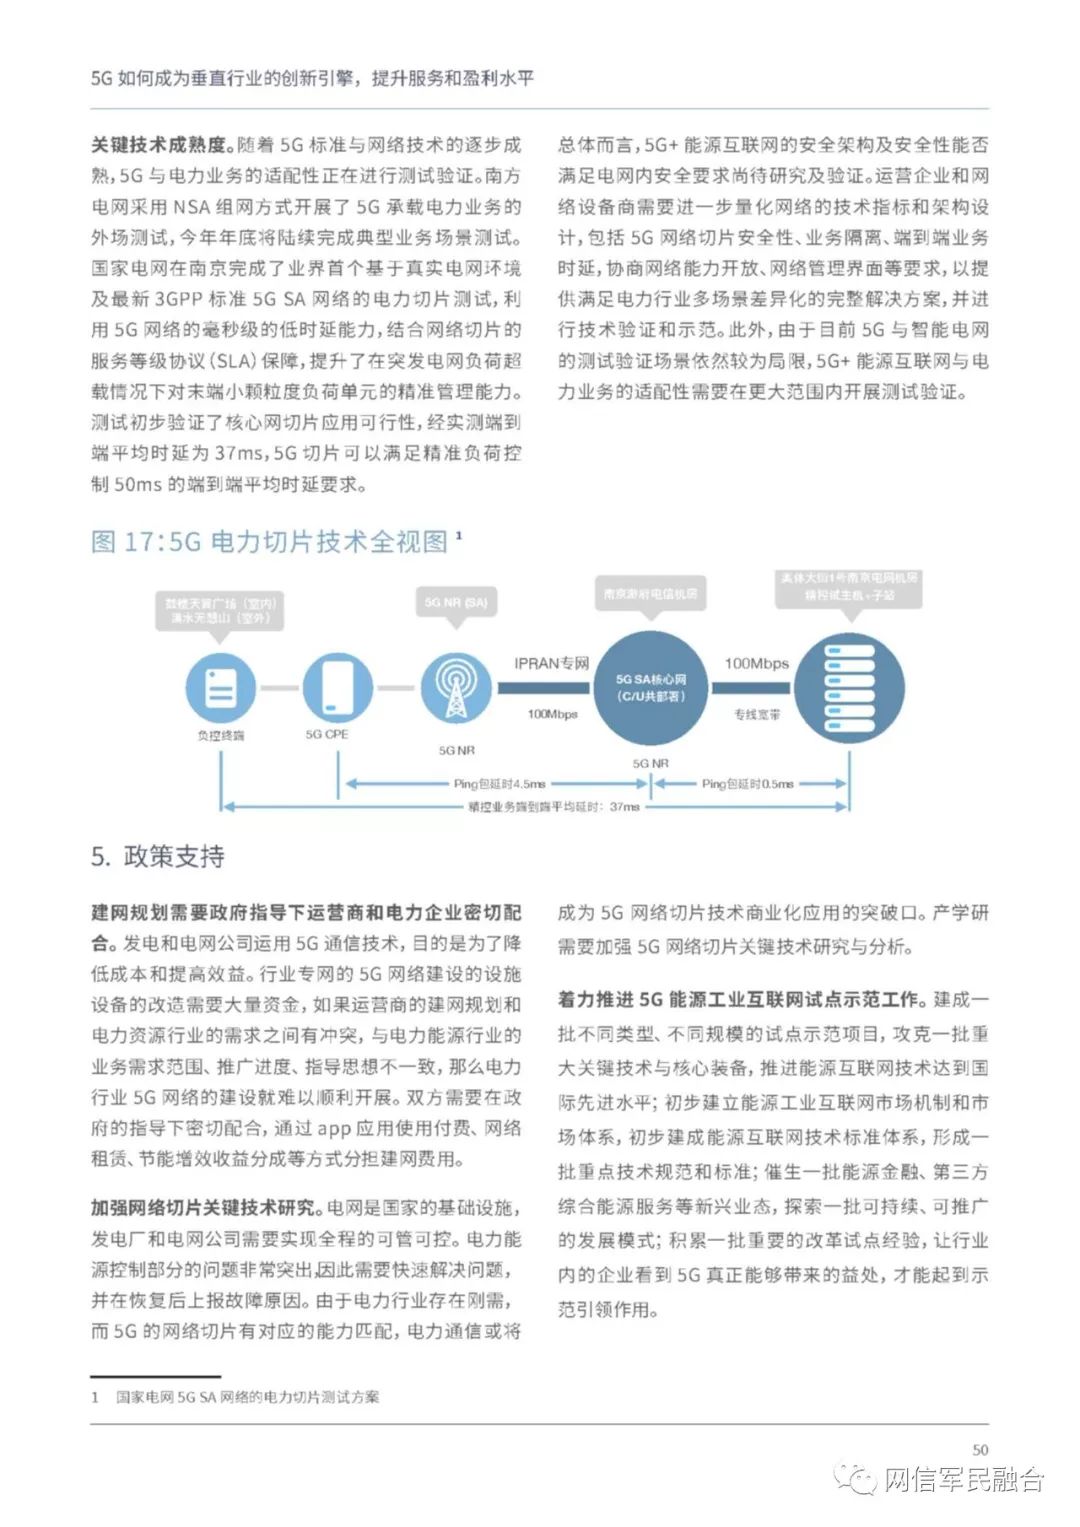 5G 如何成为垂直行业的创新引擎，提升服务和盈利水平
关键技术成熟度。随着 5G 标准与网络技术的逐步成
熟，5G 与电力业务的适配性正在进行测试验证。南方
电网采用 NSA 组网方式开展了 5G 承载电力业务的
外场测试，今年年底将陆续完成典型业务场景测试。
国家电网在南京完成了业界首个基于真实电网环境
及最新 3GPP 标准 5G SA 网络的电力切片测试，利
用 5G 网络的毫秒级的低时延能力，结合网络切片的
服务等级协议（SLA）保障，提升了在突发电网负荷超
载情况下对末端小颗粒度负荷单元的精准管理能力。
测试初步验证了核心网切片应用可行性，经实测端到
端平均时延为 37ms，5G 切片可以满足精准负荷控
制 50ms 的端到端平均时延要求。
总体而言，5G+ 能源互联网的安全架构及安全性能否
满足电网内安全要求尚待研究及验证。运营企业和网
络设备商需要进一步量化网络的技术指标和架构设
计，包括 5G 网络切片安全性、业务隔离、端到端业务
时延，协商网络能力开放、网络管理界面等要求，以提
供满足电力行业多场景差异化的完整解决方案，并进
行技术验证和示范。此外，由于目前 5G 与智能电网
的测试验证场景依然较为局限，5G+ 能源互联网与电
力业务的适配性需要在更大范围内开展测试验证。
图 17：5G 电力切片技术全视图 1
广场（室内）
山（室外）
5G NR (SA)
南京游府电信机房
奥体大街1号南京电网机房
精控试主机+子站
负控终端
5G CPE
5G NR
IPRAN专网
100Mbps
5G SA核心网
（C/U共部署）
5G NR
100Mbps
专线宽带
Ping包延时4.5ms
Ping包延时0.5ms
精控业务端到端平均延时：37ms
5. 政策支持
建网规划需要政府指导下运营商和电力企业密切配
合。发电和电网公司运用 5G 通信技术，目的是为了降
低成本和提高效益。行业专网的 5G 网络建设的设施
设备的改造需要大量资金，如果运营商的建网规划和
电力资源行业的需求之间有冲突，与电力能源行业的
业务需求范围、推广进度、指导思想不一致，那么电力
行业 5G 网络的建设就难以顺利开展。双方需要在政
府的指导下密切配合，通过 app 应用使用付费、网络
租赁、节能增效收益分成等方式分担建网费用。
加强网络切片关键技术研究。电网是国家的基础设施，
发电厂和电网公司需要实现全程的可管可控。电力能
源控制部分的问题非常突出，因此需要快速解决问题，
并在恢复后上报故障原因。由于电力行业存在刚需，
而 5G 的网络切片有对应的能力匹配，电力通信或将
成为 5G 网络切片技术商业化应用的突破口。产学研
需要加强 5G 网络切片关键技术研究与分析。
着力推进 5G 能源工业互联网试点示范工作。建成一
批不同类型、不同规模的试点示范项目，攻克一批重
大关键技术与核心装备，推进能源互联网技术达到国
际先进水平；初步建立能源工业互联网市场机制和市
场体系，初步建成能源互联网技术标准体系，形成一
批重点技术规范和标准；催生一批能源金融、第三方
综合能源服务等新兴业态，探索一批可持续、可推广
的发展模式；积累一批重要的改革试点经验，让行业
内的企业看到 5G 真正能够带来的益处，才能起到示
范引领作用。
1 国家电网 5G SA 网络的电力切片测试方案
50
网信军民融合